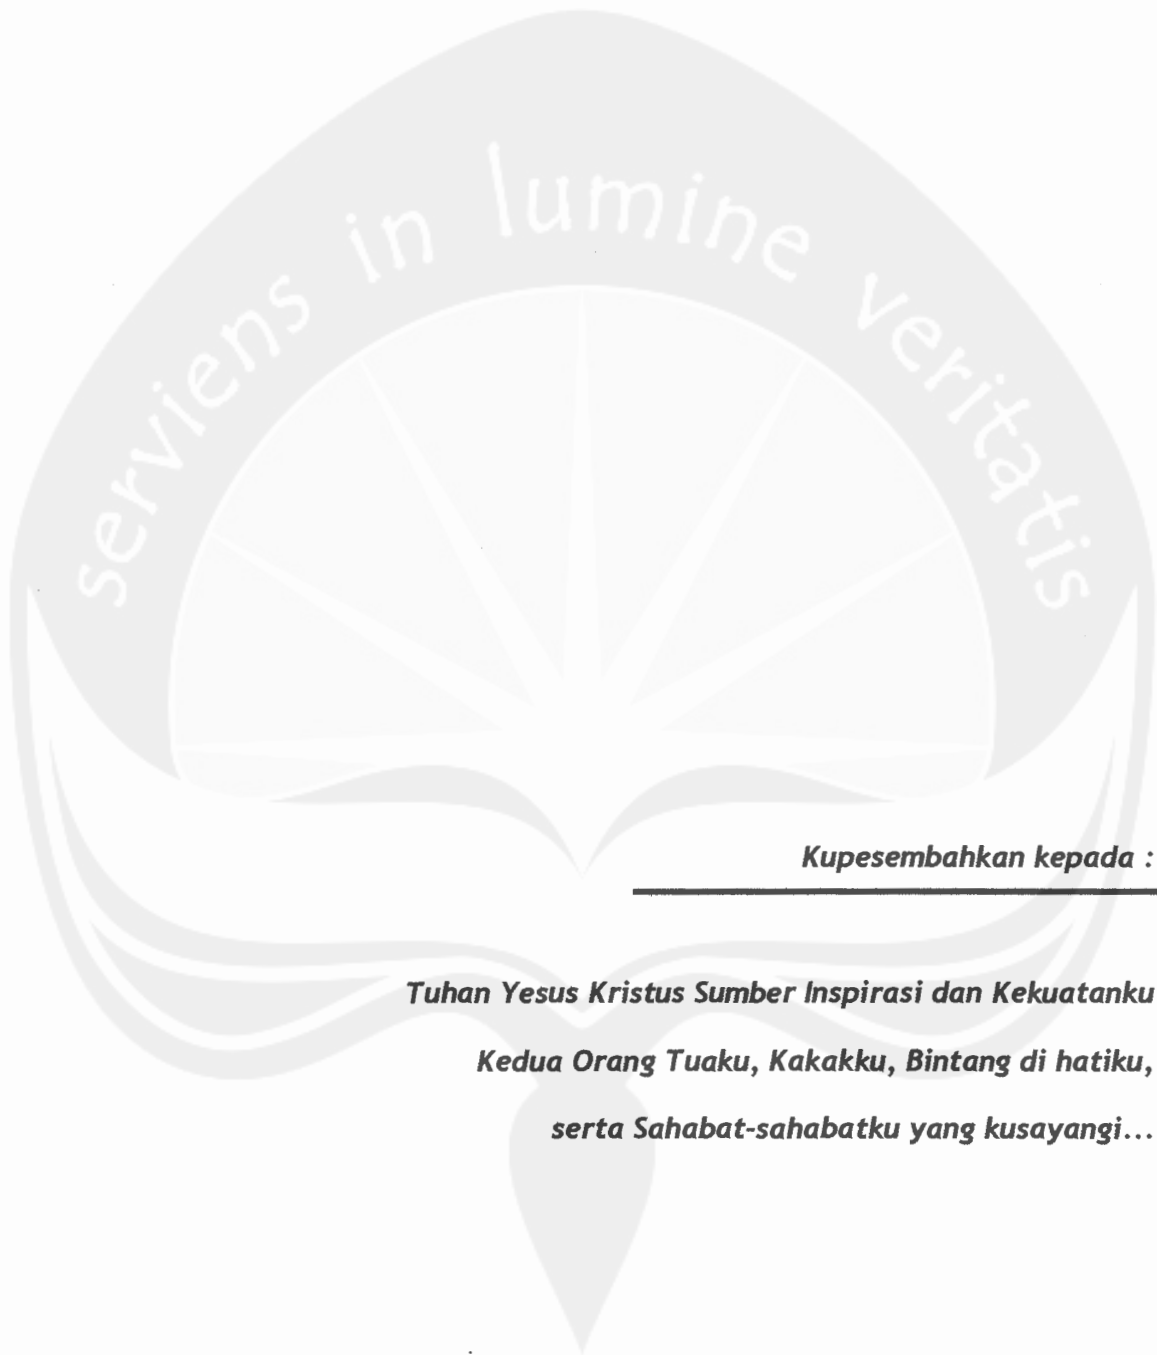 serviens in lumine veritatis
Kupesembahkan kepada :
Tuhan Yesus Kristus Sumber Inspirasi dan Kekuatanku
Kedua Orang Tuaku, Kakakku, Bintang di hatiku,
serta Sahabat-sahabatku yang kusayangi...